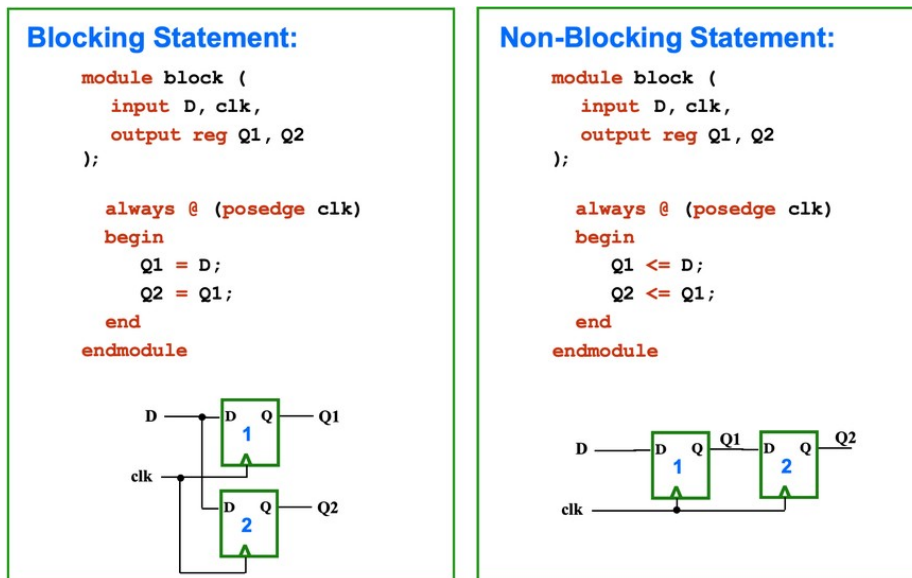 Blocking Statement:
module block (
input D, clk,
output reg Q1, Q2
);
always @ (posedge clk)
begin
Q1 = D;
Q2 = Q1;
end
endmodule
D
D Q
Q1
1
clk
D Q
Q2
2
Non-Blocking Statement:
module block (
input D, clk,
output reg Q1, Q2
);
always @ (posedge clk)
begin
Q1 <= D;
Q2 <= Q1;
end
endmodule
D
D Q
Q1
D Q
Q2
1
2
clk